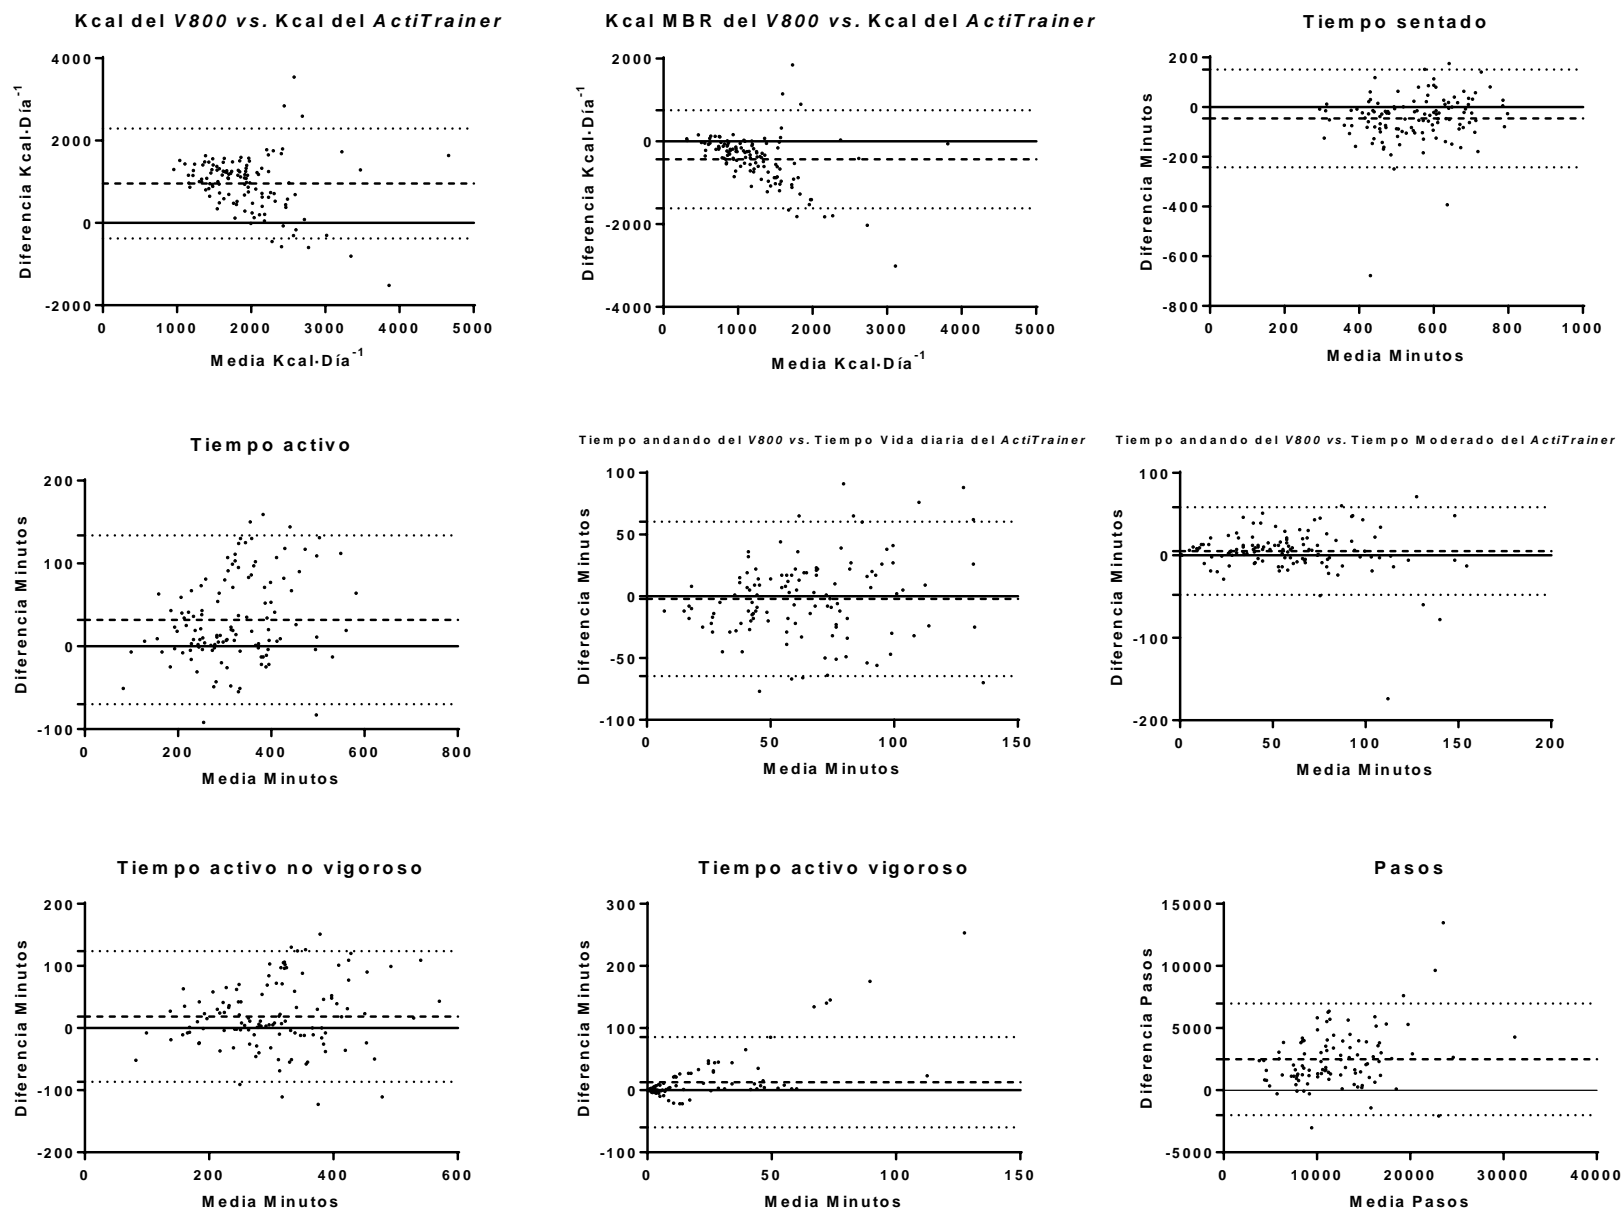 Kcal del V800 vs. Kcal del ActiTrainer
Diferencia Kcal·Día-1
4000
2000
0
-2000
0 1000 2000 3000 4000 5000
Media Kcal·Día-1
Kcal MBR del V800 vs. Kcal del ActiTrainer
Diferencia Kcal·Día-1
2000
0
-2000
-4000
0 1000 2000 3000 4000 5000
Media Kcal·Día-1
Tiempo sentado
Diferencia Minutos
200
0
-200
-400
-600
-800
0 200 400 600 800 1000
Media Minutos
Tiempo activo
Diferencia Minutos
200
100
0
-100
0 200 400 600 800
Media Minutos
Tiempo andando del V800 vs. Tiempo Vida diaria del ActiTrainer
Diferencia Minutos
100
50
0
-50
-100
0 50 100 150
Media Minutos
Tiempo andando del V800 vs. Tiempo Moderado del ActiTrainer
Diferencia Minutos
100
0
-100
-200
0 50 100 150 200
Media Minutos
Tiempo activo no vigoroso
Diferencia Minutos
200
100
0
-100
-200
0 200 400 600
Media Minutos
Tiempo activo vigoroso
Diferencia Minutos
300
200
100
0
-100
0 50 100 150
Media Minutos
Pasos
Diferencia Pasos
15000
10000
5000
0
-5000
0 10000 20000 30000 40000
Media Pasos